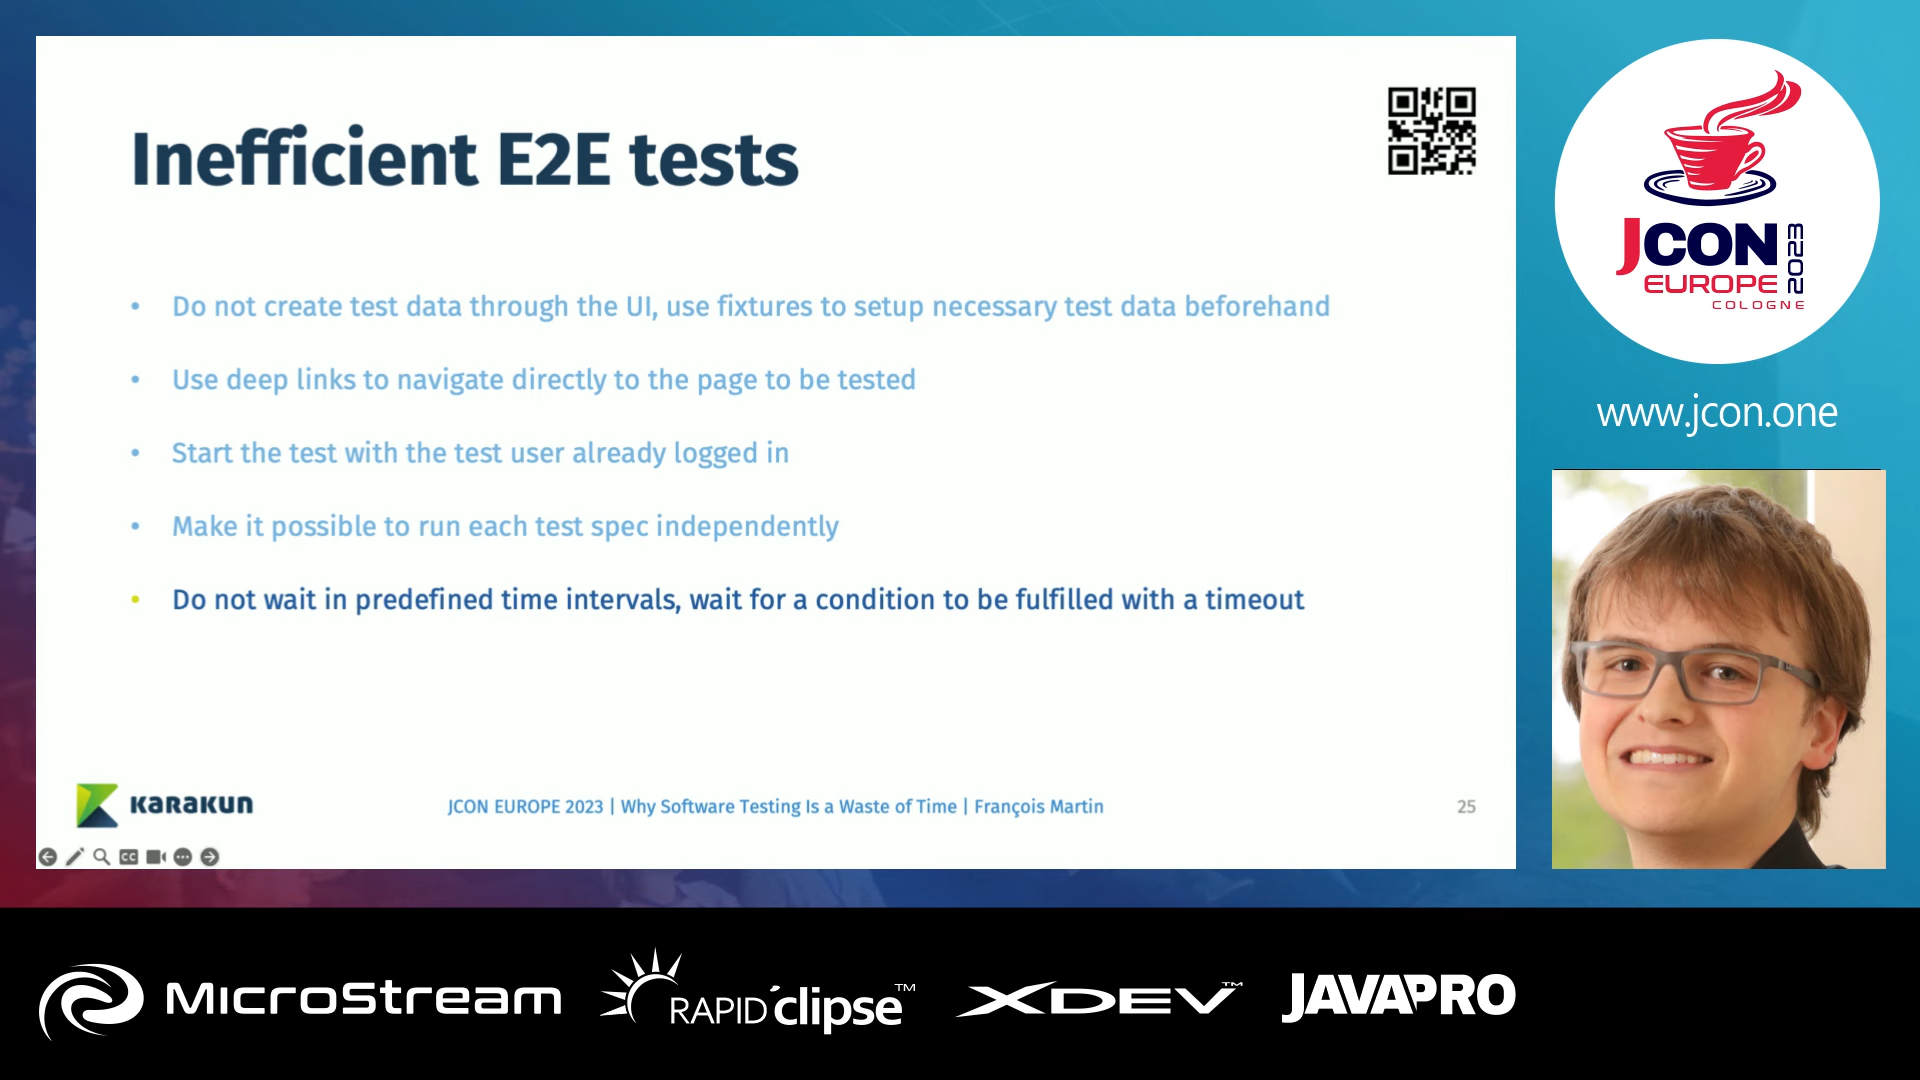 Inefficient E2E tests
• Do not create test data through the UI, use fixtures to setup necessary test data beforehand
• Use deep links to navigate directly to the page to be tested
• Start the test with the test user already logged in
• Make it possible to run each test spec independently
• Do not wait in predefined time intervals, wait for a condition to be fulfilled with a timeout
KARAKUN
JCON EUROPE 2023 | Why Software Testing Is a Waste of Time | François Martin
25
CC
JCON
EUROPE
2023
COLOGNE
www.jcon.one
MicroStream
RAPID clipse™
XDEV™
JAVAPRO